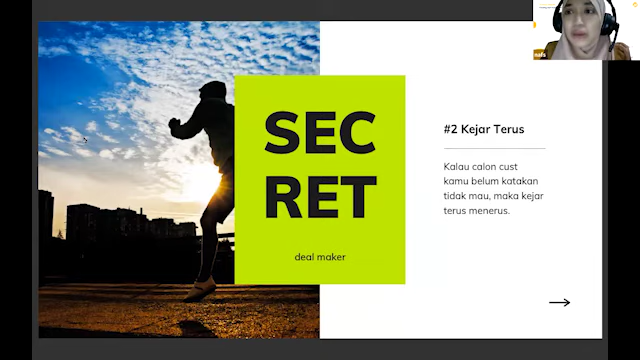 SEC
RET
deal maker
#2 Kejar Terus
Kalau calon cust
kamu belum katakan
tidak mau, maka kejar
terus menerus.